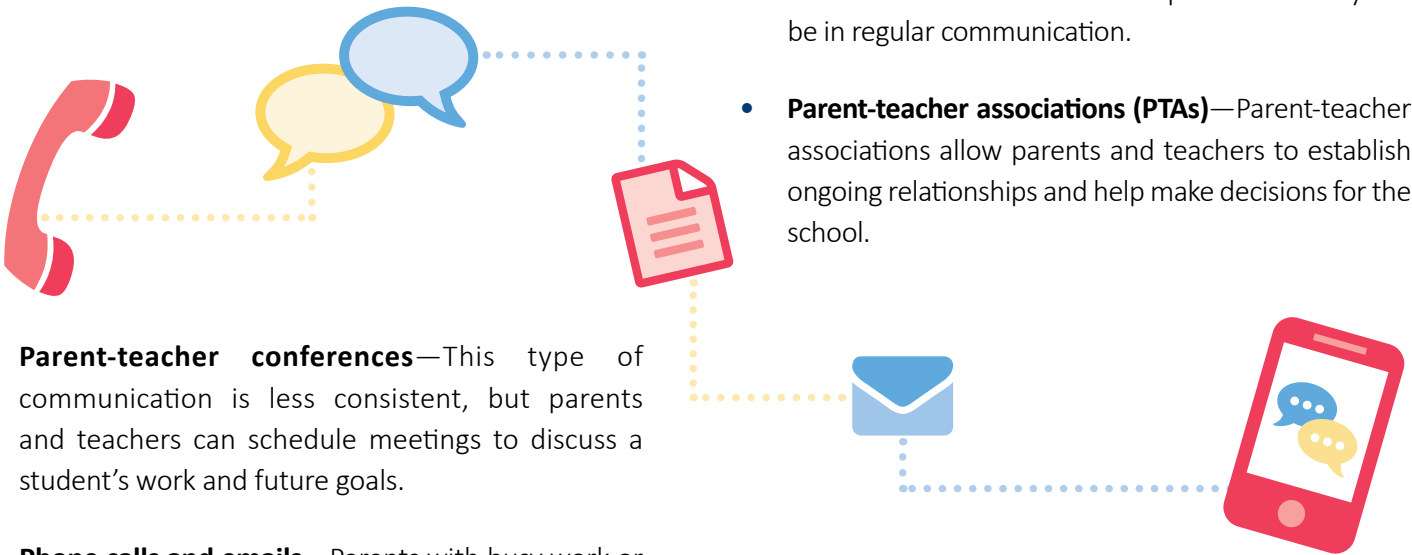 be in regular communication.
Parent-teacher associations (PTAs)—Parent-teacher
associations allow parents and teachers to establish
ongoing relationships and help make decisions for the
school.
Parent-teacher conferences—This type of
communication is less consistent, but parents
and teachers can schedule meetings to discuss a
student’s work and future goals.
Phone calls and emails—Parents with busy work or